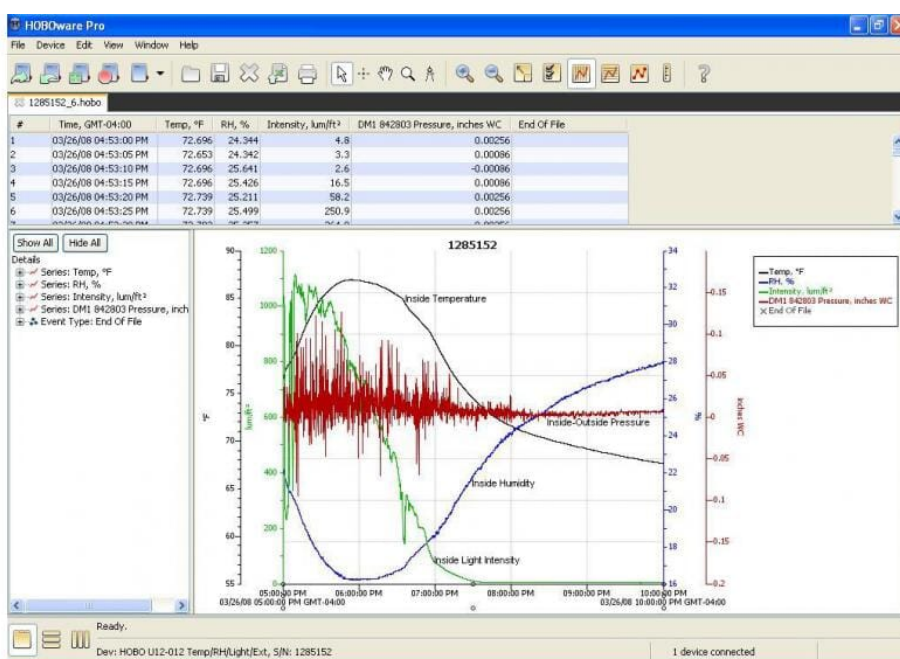 HOBOware Pro
File Device Edit View Window Help
1285152_6.hobo
# Time, GMT-04:00 Temp, °F RH, % Intensity, lum/ft² DM1 842803 Pressure, inches WC End Of File
1 03/26/08 04:53:00 PM 72.696 24.344 4.8 0.00256
2 03/26/08 04:53:05 PM 72.653 24.342 3.3 0.00086
3 03/26/08 04:53:10 PM 72.696 25.641 2.6 -0.00086
4 03/26/08 04:53:15 PM 72.696 25.426 16.5 0.00086
5 03/26/08 04:53:20 PM 72.739 25.211 58.2 0.00256
6 03/26/08 04:53:25 PM 72.739 25.499 250.9 0.00256
Show All Hide All
Details
Series: Temp, °F
Series: RH, %
Series: Intensity, lum/ft²
Series: DM1 842803 Pressure, inch
Event Type: End Of File
1285152
90 1200 34
Temp, °F
RH, %
Intensity, lum/ft²
DM1 842803 Pressure, inches WC
End Of File
32 -0.15
85 1000 Inside Temperature
30 -0.1
80 800 28
-0.05
75 26
°F lum/ft² 600 % -0 inches WC
Inside-Outside Pressure
70 24
400 -0.05
65 22
Inside Humidity
20 -0.1
60 200 18 -0.15
Inside Light Intensity
55 0 16 -0.2
05:00:00 PM 06:00:00 PM 07:00:00 PM 08:00:00 PM 09:00:00 PM 10:00:00 PM
03/26/08 05:00:00 PM GMT-04:00 03/26/08 10:00:00 PM GMT-04:00
Ready.
Dev: HOBO U12-012 Temp/RH/Light/Ext, S/N: 1285152 1 device connected